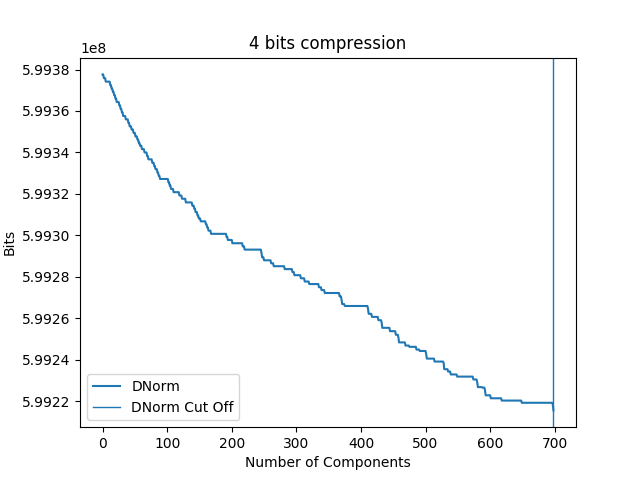 4 bits compression
1e8
5.9938
5.9936
5.9934
5.9932
5.9930
5.9928
5.9926
5.9924
5.9922
Bits
DNorm
DNorm Cut Off
0 100 200 300 400 500 600 700
Number of Components